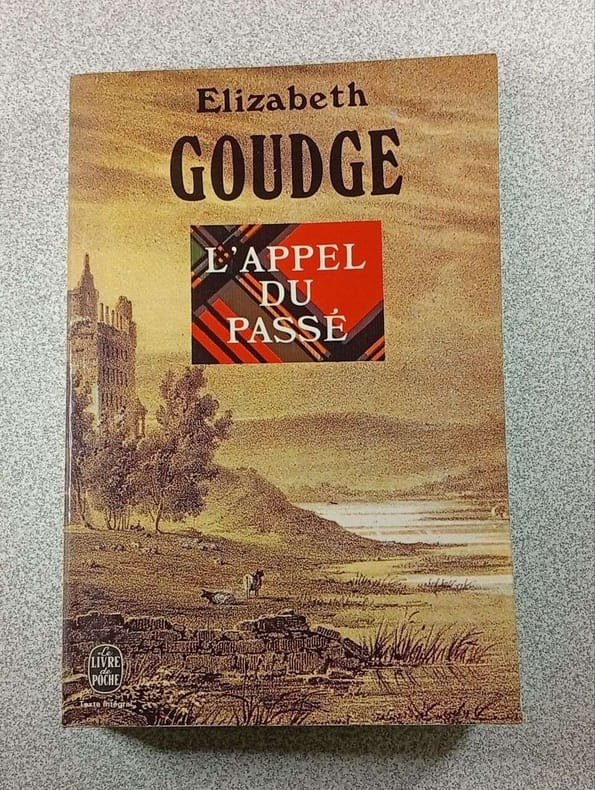 Elizabeth
GOUDGE
L'APPEL
DU
PASSÉ
Le
LIVRE
de
POCHE
Texte intégral